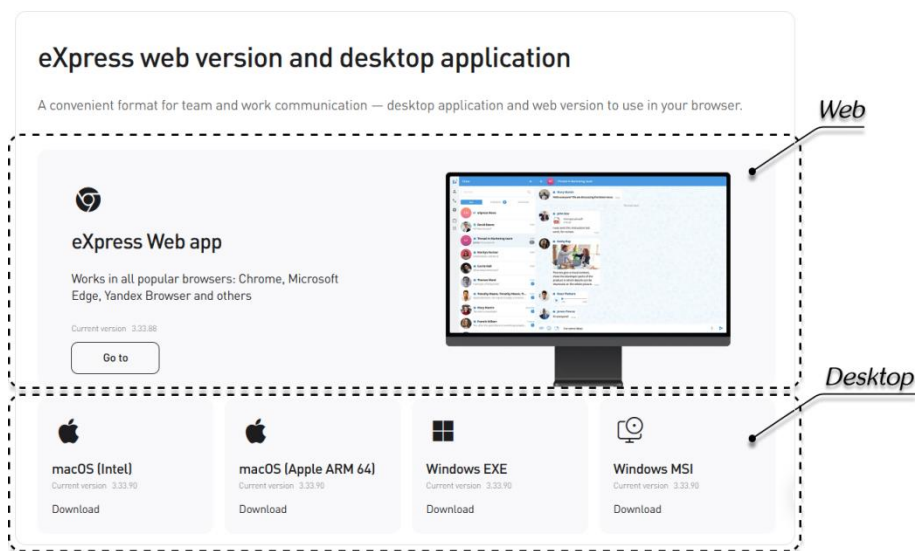 eXpress web version and desktop application
A convenient format for team and work communication — desktop application and web version to use in your browser.
Web
eXpress Web app
Works in all popular browsers: Chrome, Microsoft
Edge, Yandex Browser and others
Current version 3.33.88
Go to
Desktop
macOS (Intel)
Current version 3.33.90
Download
macOS (Apple ARM 64)
Current version 3.33.90
Download
Windows EXE
Current version 3.33.90
Download
Windows MSI
Current version 3.33.90
Download